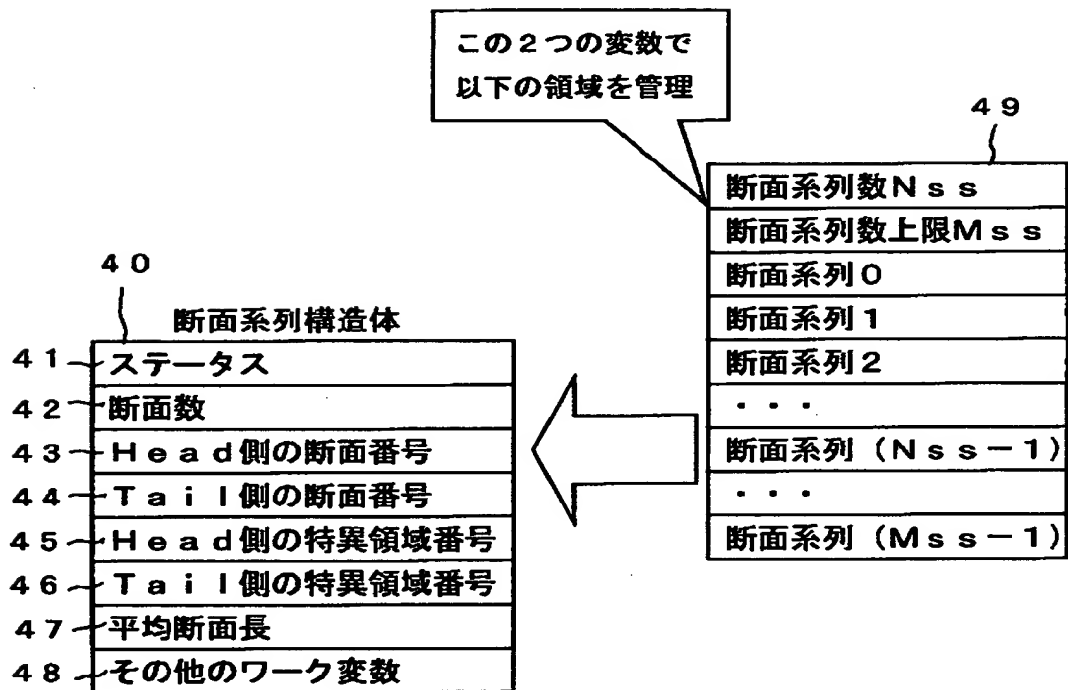 この２つの変数で
以下の領域を管理
４９
断面系列数Ｎｓｓ
断面系列数上限Ｍｓｓ
断面系列０
断面系列１
断面系列２
・・・
断面系列（Ｎｓｓ－１）
・・・
断面系列（Ｍｓｓ－１）
４０
断面系列構造体
４１ ステータス
４２ 断面数
４３ Ｈｅａｄ側の断面番号
４４ Ｔａｉｌ側の断面番号
４５ Ｈｅａｄ側の特異領域番号
４６ Ｔａｉｌ側の特異領域番号
４７ 平均断面長
４８ その他のワーク変数